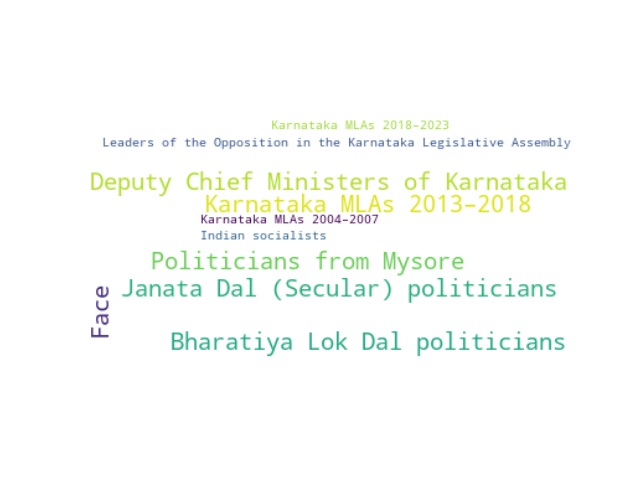 Karnataka MLAs 2018–2023
Leaders of the Opposition in the Karnataka Legislative Assembly
Deputy Chief Ministers of Karnataka
Karnataka MLAs 2013–2018
Karnataka MLAs 2004–2007
Indian socialists
Politicians from Mysore
Janata Dal (Secular) politicians
Face
Bharatiya Lok Dal politicians